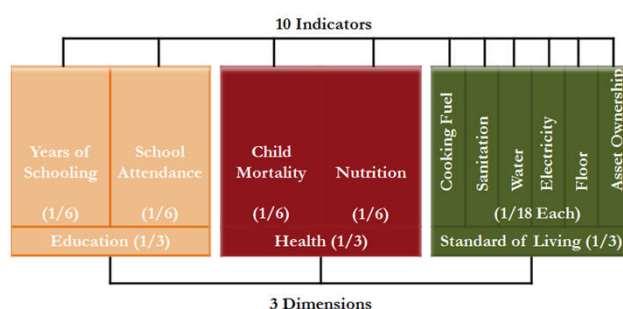 10 Indicators
Years of
Schooling
(1/6)
School
Attendance
(1/6)
Education (1/3)
Child
Mortality
(1/6)
Nutrition
(1/6)
Health (1/3)
Cooking Fuel
Sanitation
Water
Electricity
Floor
Asset Ownership
(1/18 Each)
Standard of Living (1/3)
3 Dimensions